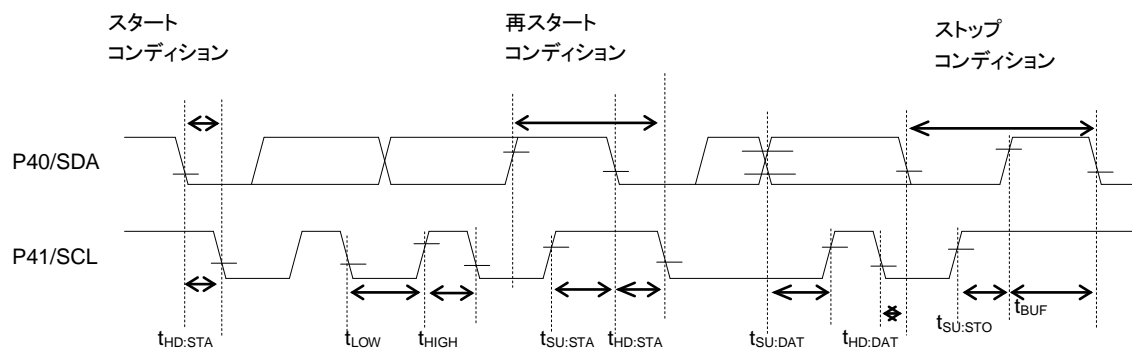 スタート
コンディション
再スタート
コンディション
ストップ
コンディション
P40/SDA
P41/SCL
tHD:STA
tLOW
tHIGH
tSU:STA
tHD:STA
tSU:DAT
tHD:DAT
tSU:STO
tBUF